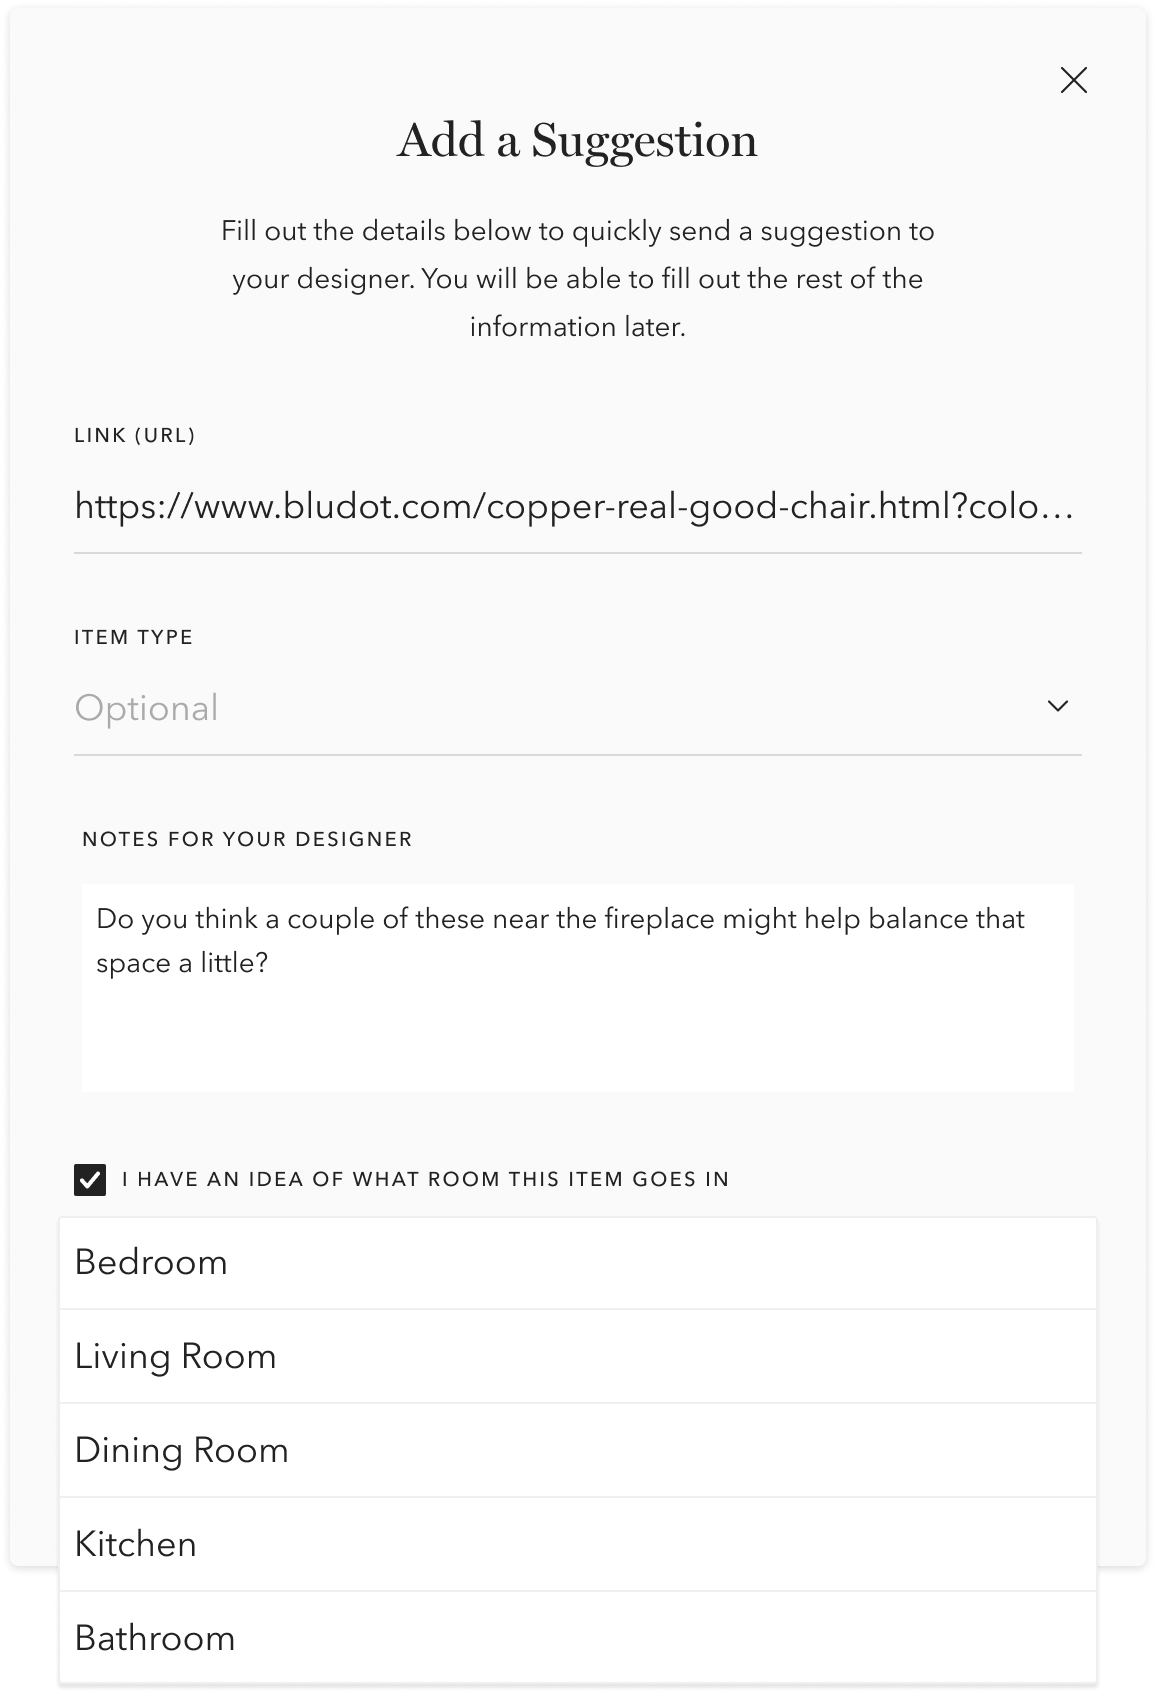 Add a Suggestion
Fill out the details below to quickly send a suggestion to
your designer. You will be able to fill out the rest of the
information later.
LINK (URL)
https://www.bludot.com/copper-real-good-chair.html?colo...
ITEM TYPE
Optional
NOTES FOR YOUR DESIGNER
Do you think a couple of these near the fireplace might help balance that
space a little?
I HAVE AN IDEA OF WHAT ROOM THIS ITEM GOES IN
Bedroom
Living Room
Dining Room
Kitchen
Bathroom